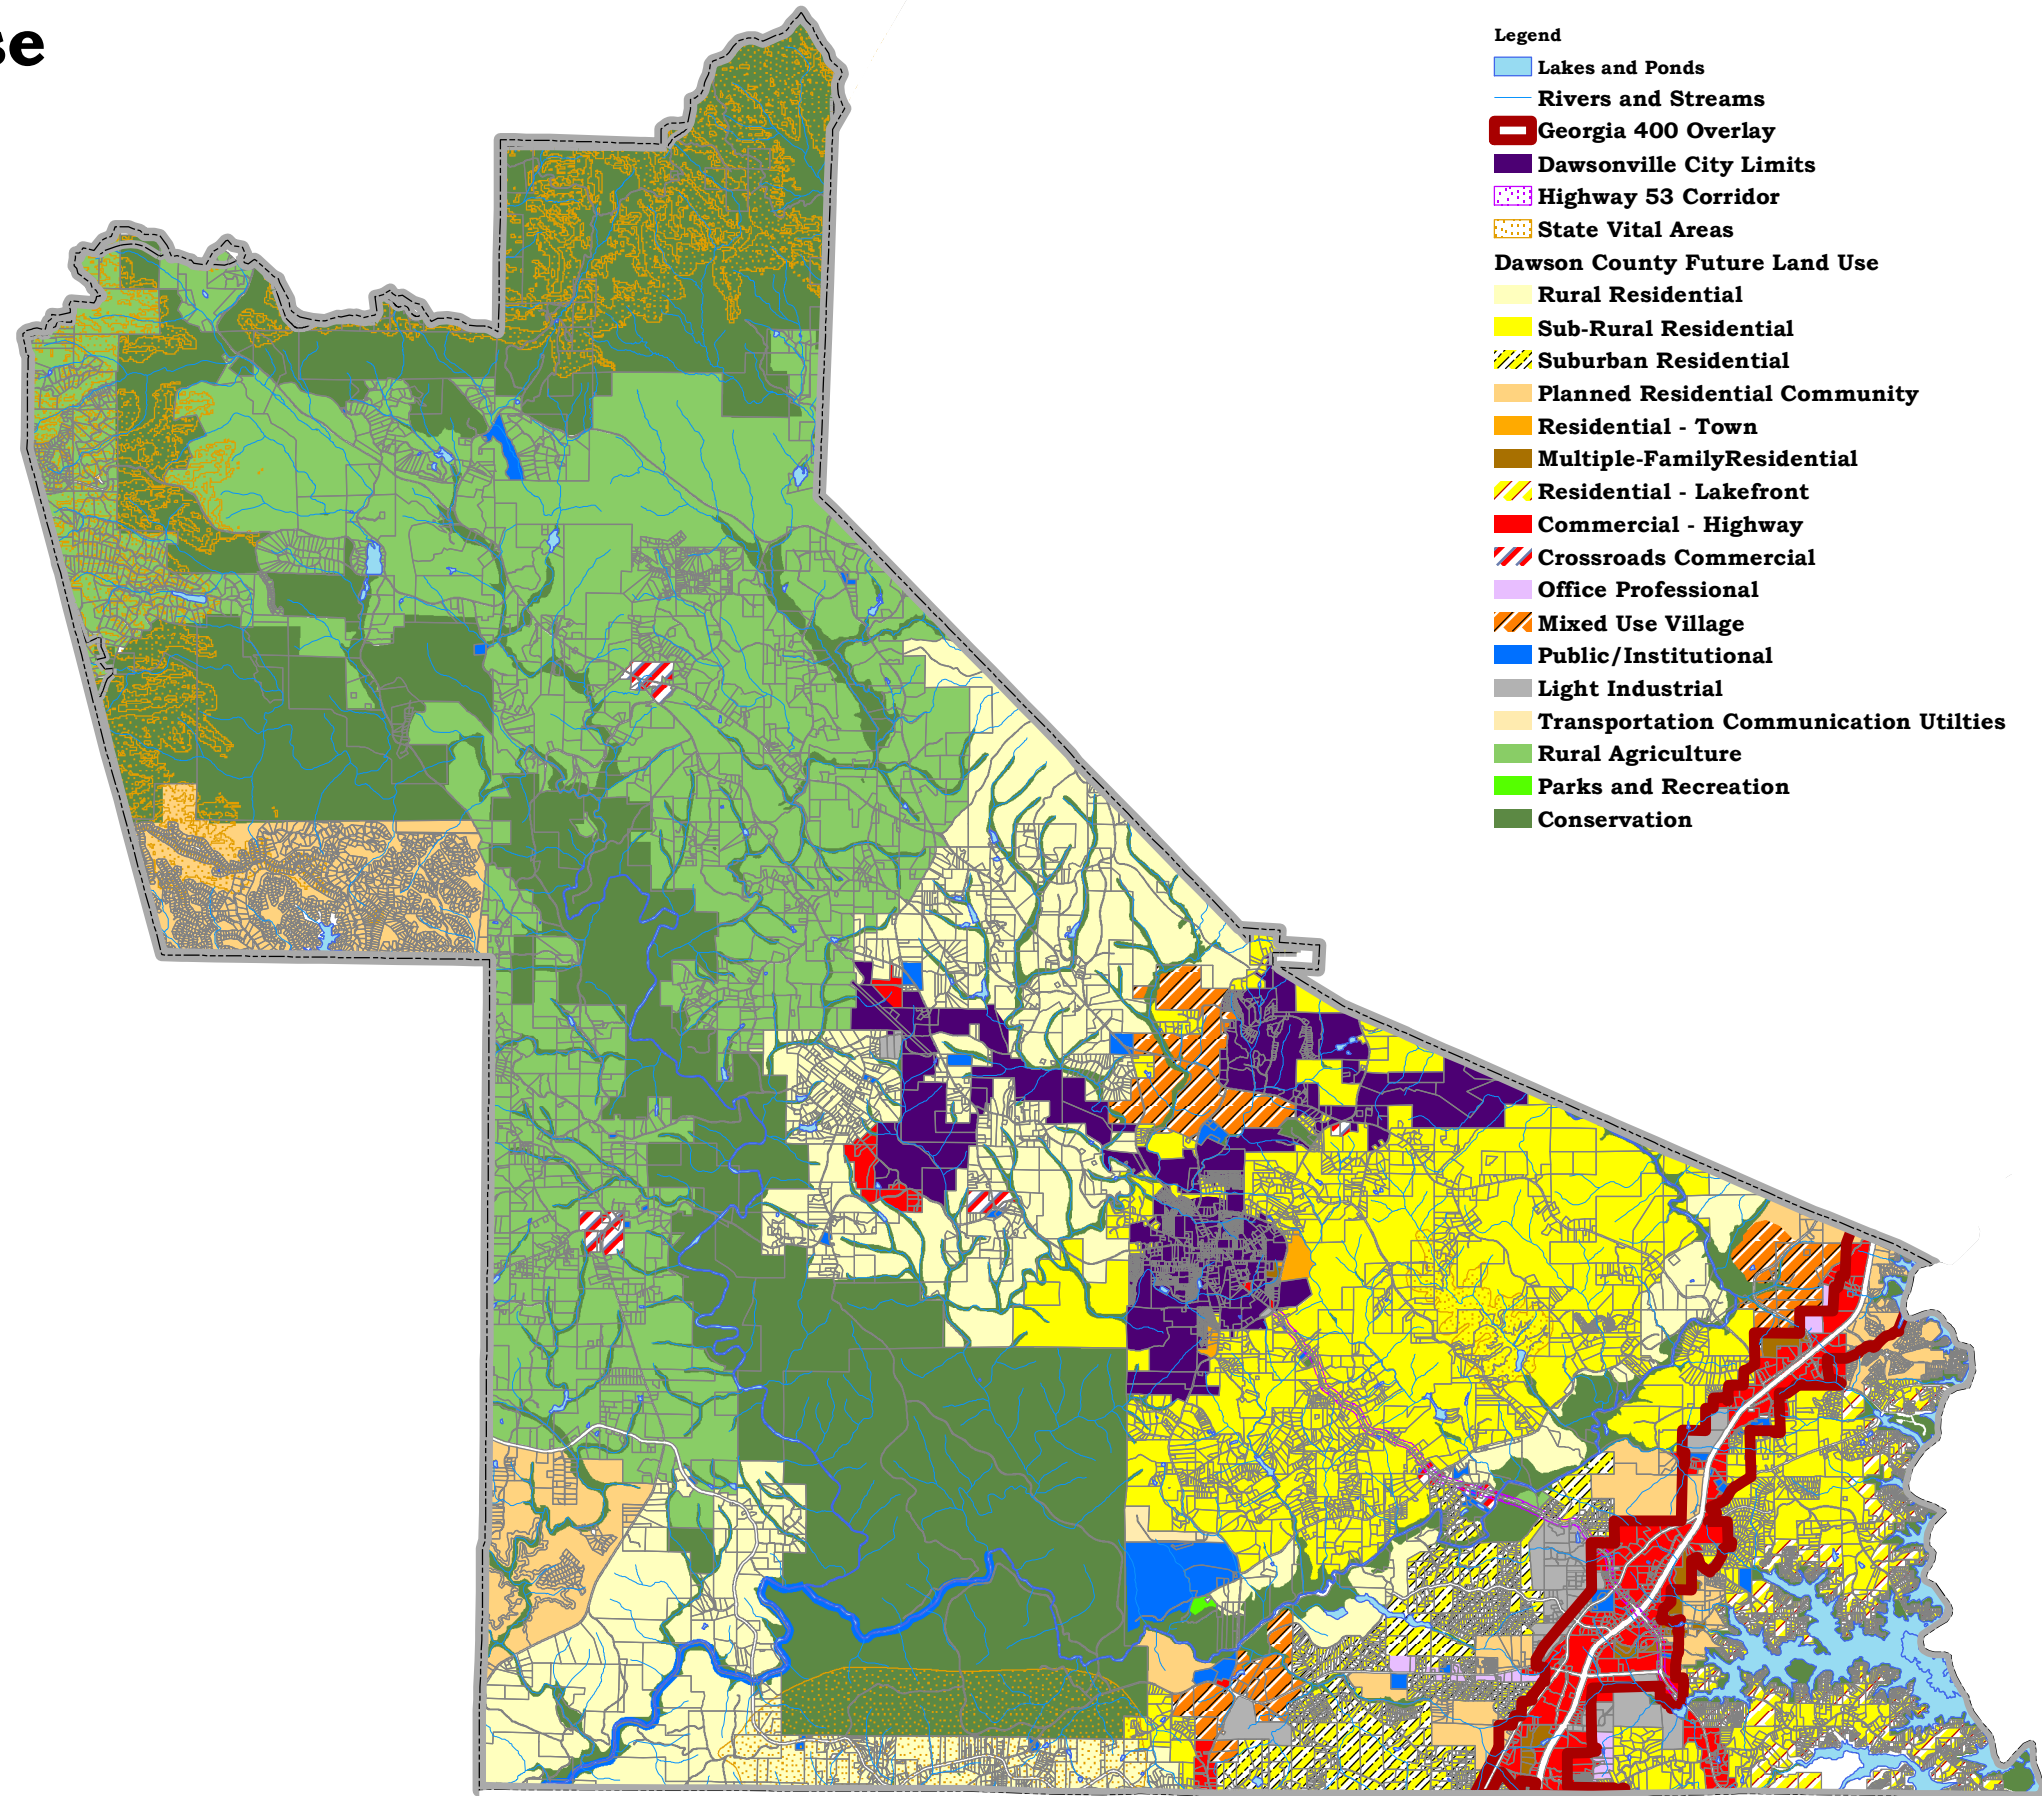 se
Legend
Lakes and Ponds
Rivers and Streams
Georgia 400 Overlay
Dawsonville City Limits
Highway 53 Corridor
State Vital Areas
Dawson County Future Land Use
Rural Residential
Sub-Rural Residential
Suburban Residential
Planned Residential Community
Residential - Town
Multiple-FamilyResidential
Residential - Lakefront
Commercial - Highway
Crossroads Commercial
Office Professional
Mixed Use Village
Public/Institutional
Light Industrial
Transportation Communication Utilties
Rural Agriculture
Parks and Recreation
Conservation